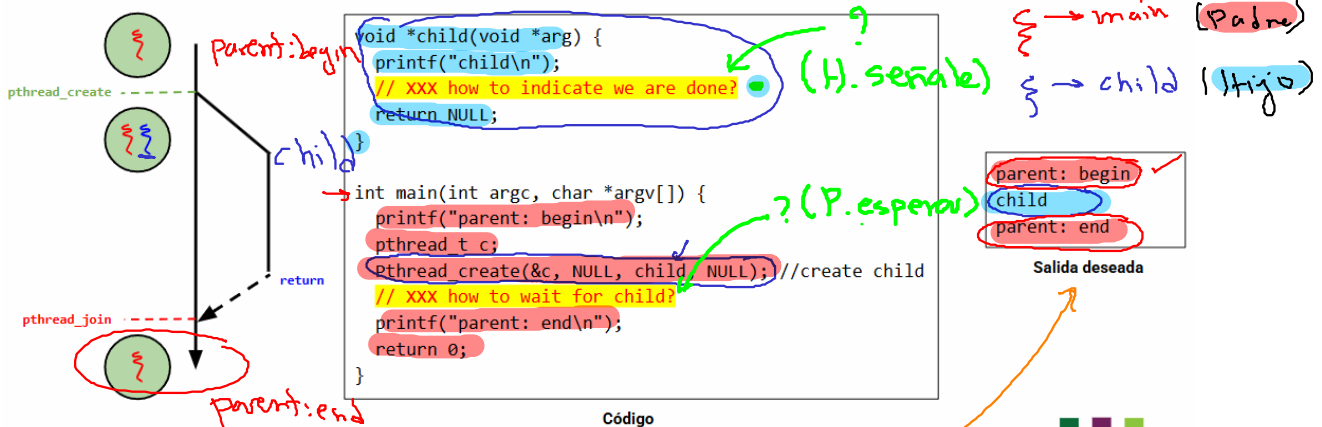 parent:begin
pthread_create
child
return
pthread_join
parent:end
void *child(void *arg) {
printf("child\n");
// XXX how to indicate we are done?
return NULL;
}
int main(int argc, char *argv[]) {
printf("parent: begin\n");
pthread_t c;
Pthread_create(&c, NULL, child, NULL); //create child
// XXX how to wait for child?
printf("parent: end\n");
return 0;
}
Código
?
(H. señale)
? (P. esperar)
main (Padre)
child (Hijo)
parent: begin
child
parent: end
Salida deseada